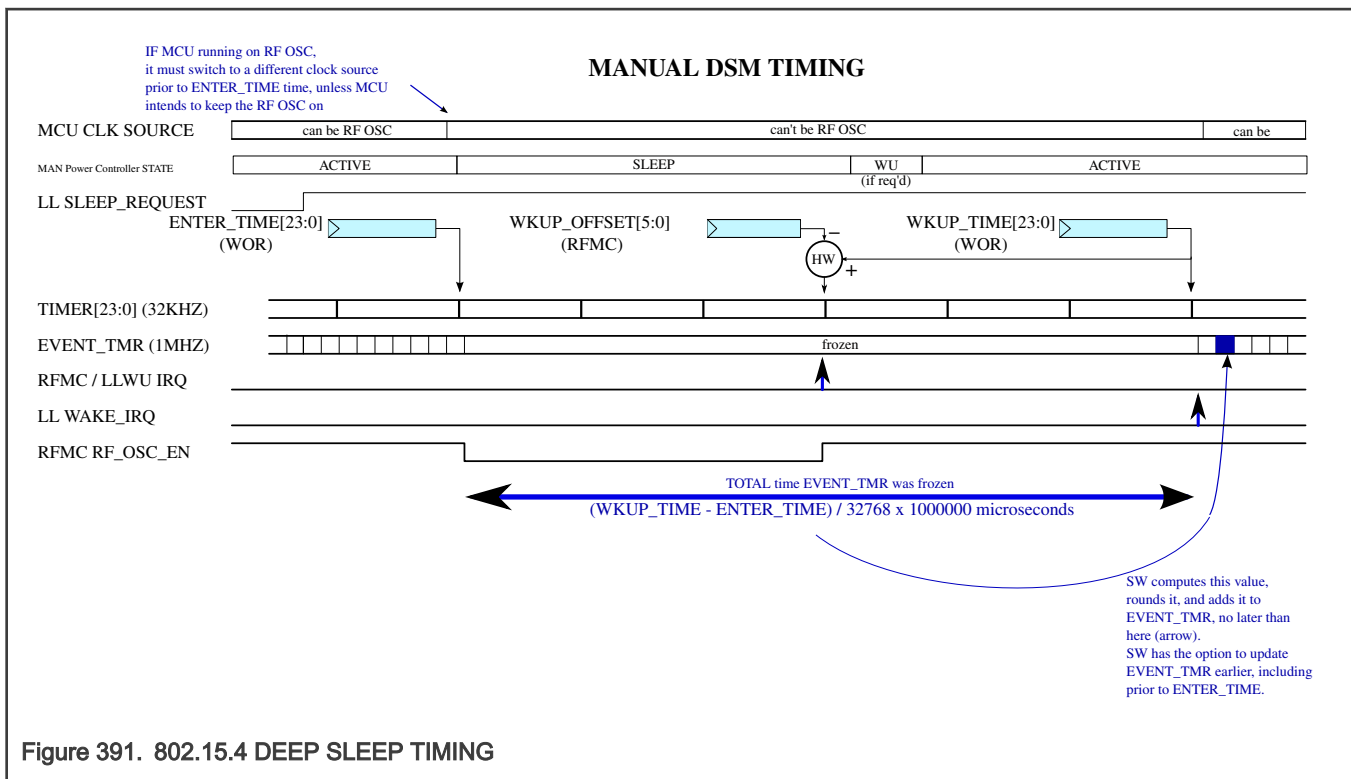 IF MCU running on RF OSC,
it must switch to a different clock source
prior to ENTER_TIME time, unless MCU
intends to keep the RF OSC on
MANUAL DSM TIMING
MCU CLK SOURCE
can be RF OSC
can't be RF OSC
can be
MAN Power Controller STATE
ACTIVE
SLEEP
WU
ACTIVE
(if req'd)
LL SLEEP_REQUEST
ENTER_TIME[23:0]
(WOR)
WKUP_OFFSET[5:0]
(RFMC)
WKUP_TIME[23:0]
(WOR)
−
HW
+
TIMER[23:0] (32KHZ)
EVENT_TMR (1MHZ)
frozen
RFMC / LLWU IRQ
LL WAKE_IRQ
RFMC RF_OSC_EN
TOTAL time EVENT_TMR was frozen
(WKUP_TIME - ENTER_TIME) / 32768 x 1000000 microseconds
SW computes this value,
rounds it, and adds it to
EVENT_TMR, no later than
here (arrow).
SW has the option to update
EVENT_TMR earlier, including
prior to ENTER_TIME.
Figure 391. 802.15.4 DEEP SLEEP TIMING